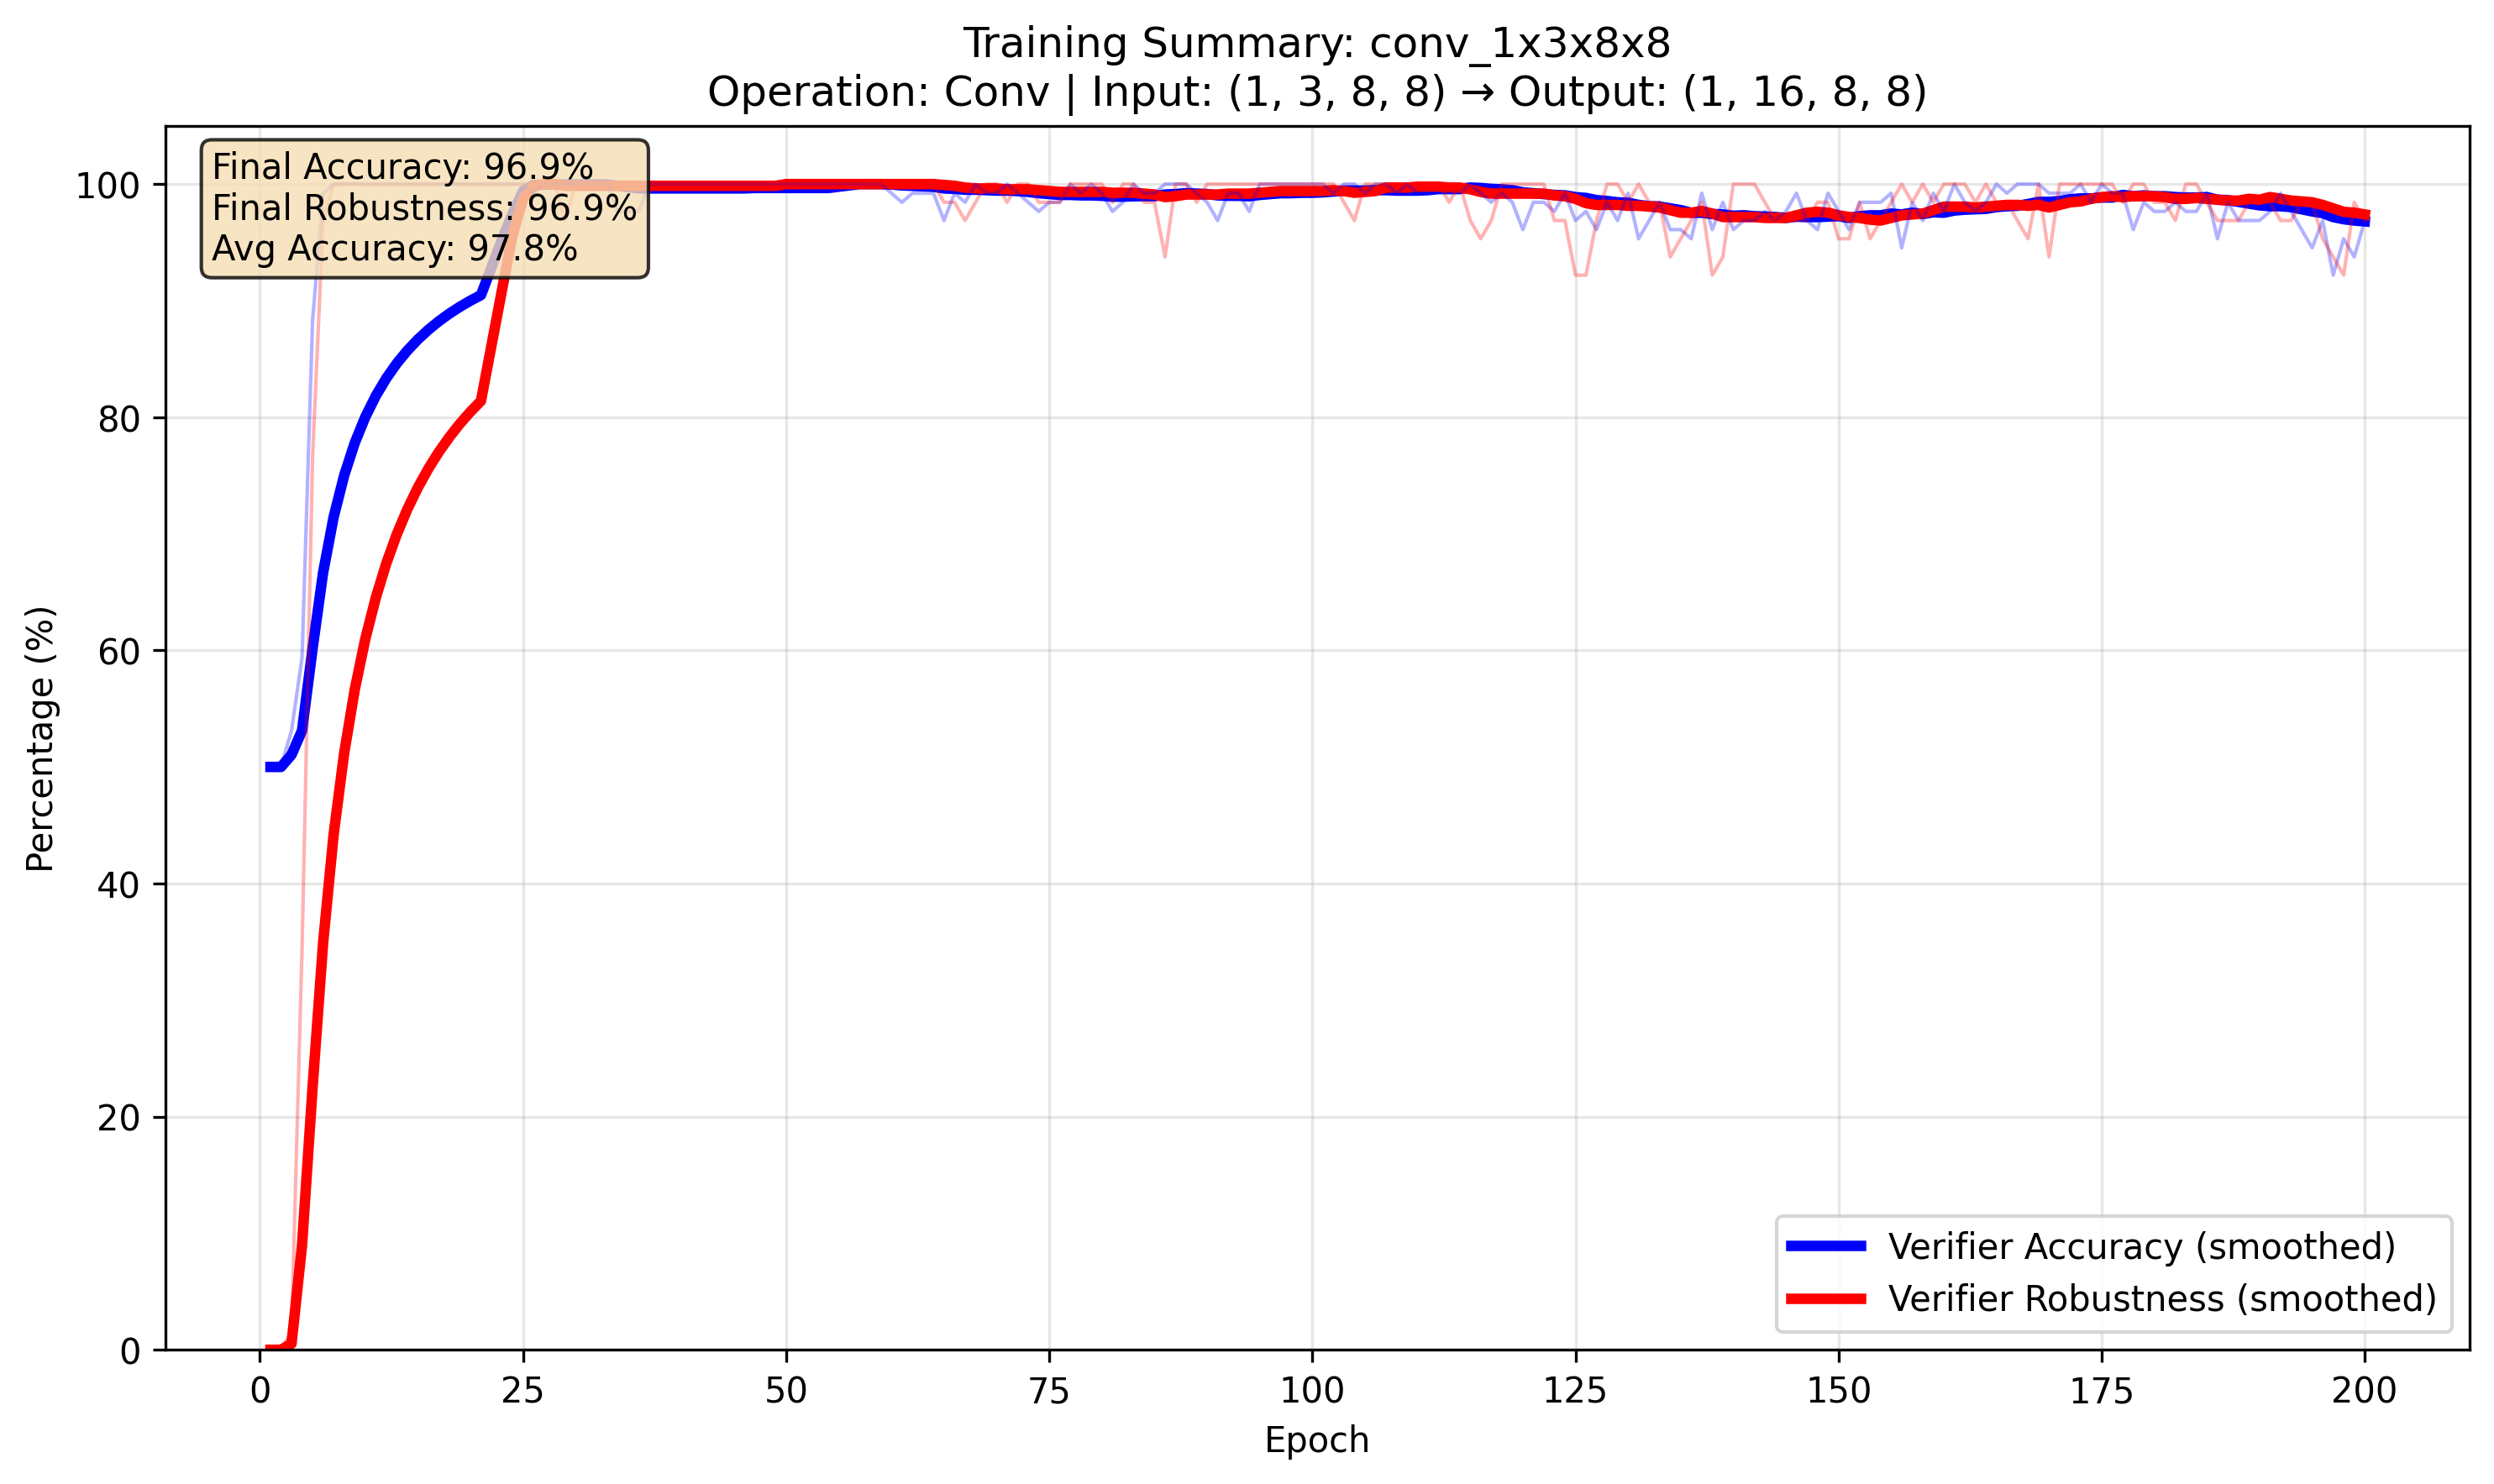 Training Summary: conv_1x3x8x8
Operation: Conv | Input: (1, 3, 8, 8) → Output: (1, 16, 8, 8)
Final Accuracy: 96.9%
Final Robustness: 96.9%
Avg Accuracy: 97.8%
Percentage (%)
100
80
60
40
20
0
Verifier Accuracy (smoothed)
Verifier Robustness (smoothed)
0 25 50 75 100 125 150 175 200
Epoch